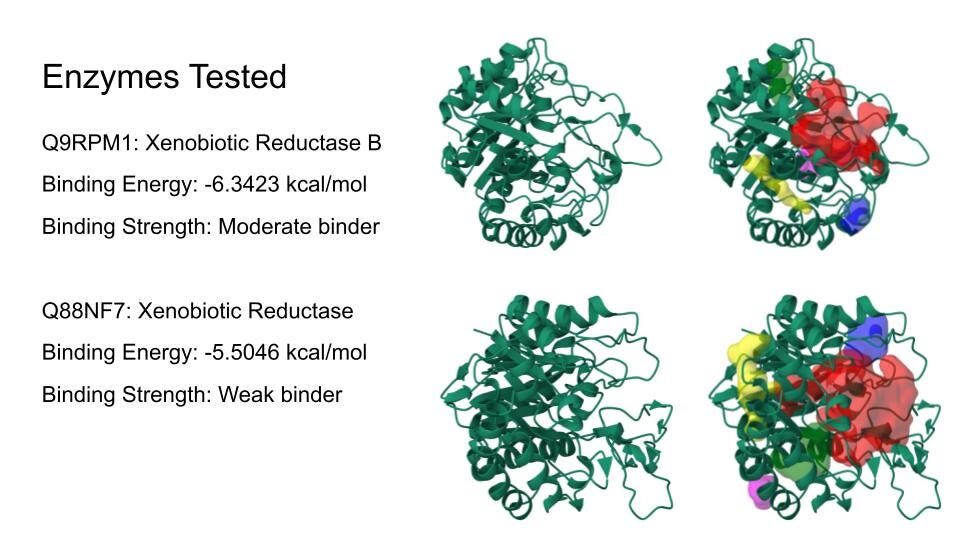 Enzymes Tested
Q9RPM1: Xenobiotic Reductase B
Binding Energy: -6.3423 kcal/mol
Binding Strength: Moderate binder
Q88NF7: Xenobiotic Reductase
Binding Energy: -5.5046 kcal/mol
Binding Strength: Weak binder